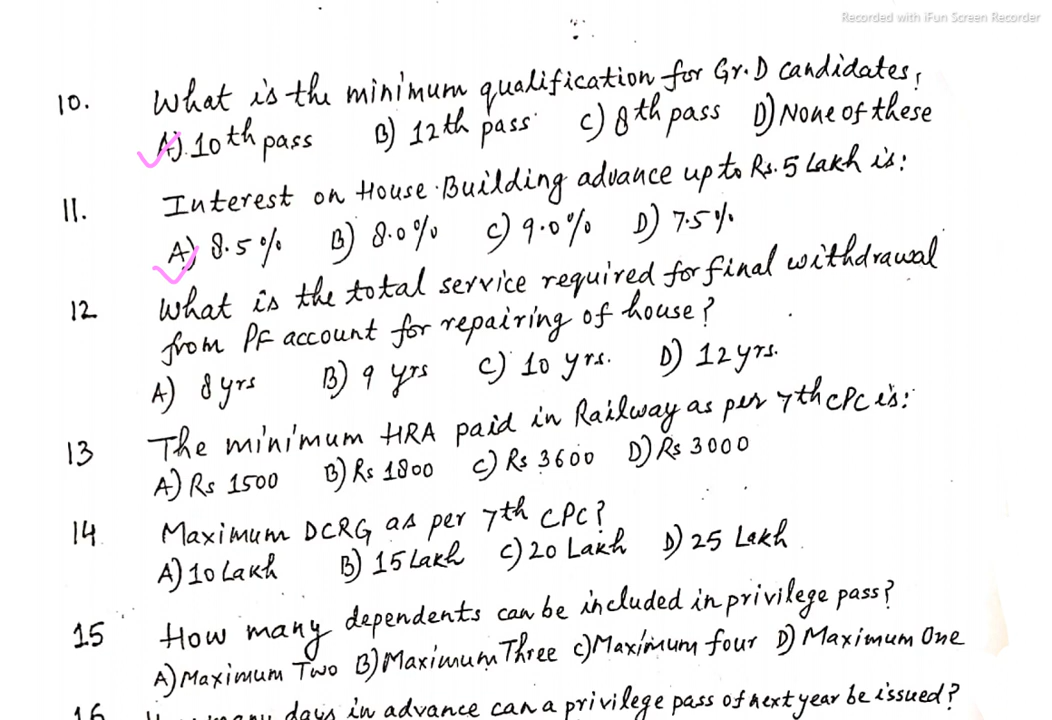 Recorded with iFun Screen Recorder
10. What is the minimum qualification for Gr.D candidates,
A). 10th pass B) 12th pass C) 8th pass D) None of these
11. Interest on House Building advance up to Rs. 5 Lakh is:
A) 8.5% B) 8.0% C) 9.0% D) 7.5%
12 What is the total service required for final withdrawal
from PF account for repairing of house?
A) 8 yrs B) 9 yrs C) 10 yrs. D) 12 yrs.
13 The minimum HRA paid in Railway as per 7th CPC is:
A) Rs 1500 B) Rs 1800 C) Rs 3600 D) Rs 3000
14 Maximum DCRG as per 7th CPC?
A) 10 Lakh B) 15 Lakh C) 20 Lakh D) 25 Lakh
15 How many dependents can be included in privilege pass?
A) Maximum Two B) Maximum Three C) Maximum four D) Maximum One
16 many days in advance can a privilege pass of next year be issued?